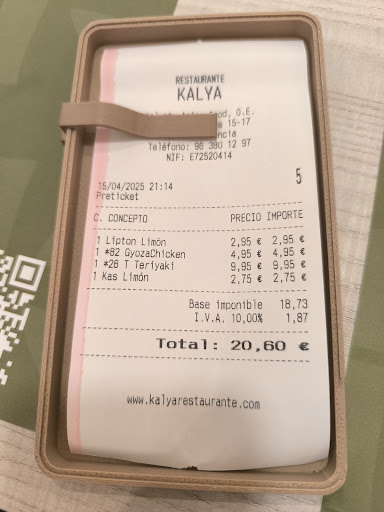 RESTAURANTE
KALYA
Food, O.E.
15-17
Teléfono: 96 380 12 97
NIF: E72520414
5
15/04/2025 21:14
Preticket
C. CONCEPTO PRECIO IMPORTE
1 Lipton Limón 2,95 € 2,95 €
1 *82 GyozaChicken 4,95 € 4,95 €
1 *26 T Teriyaki 9,95 € 9,95 €
1 Kas Limón 2,75 € 2,75 €
Base imponible 18,73
I.V.A. 10,00% 1,87
Total: 20,60 €
www.kalyarestaurante.com